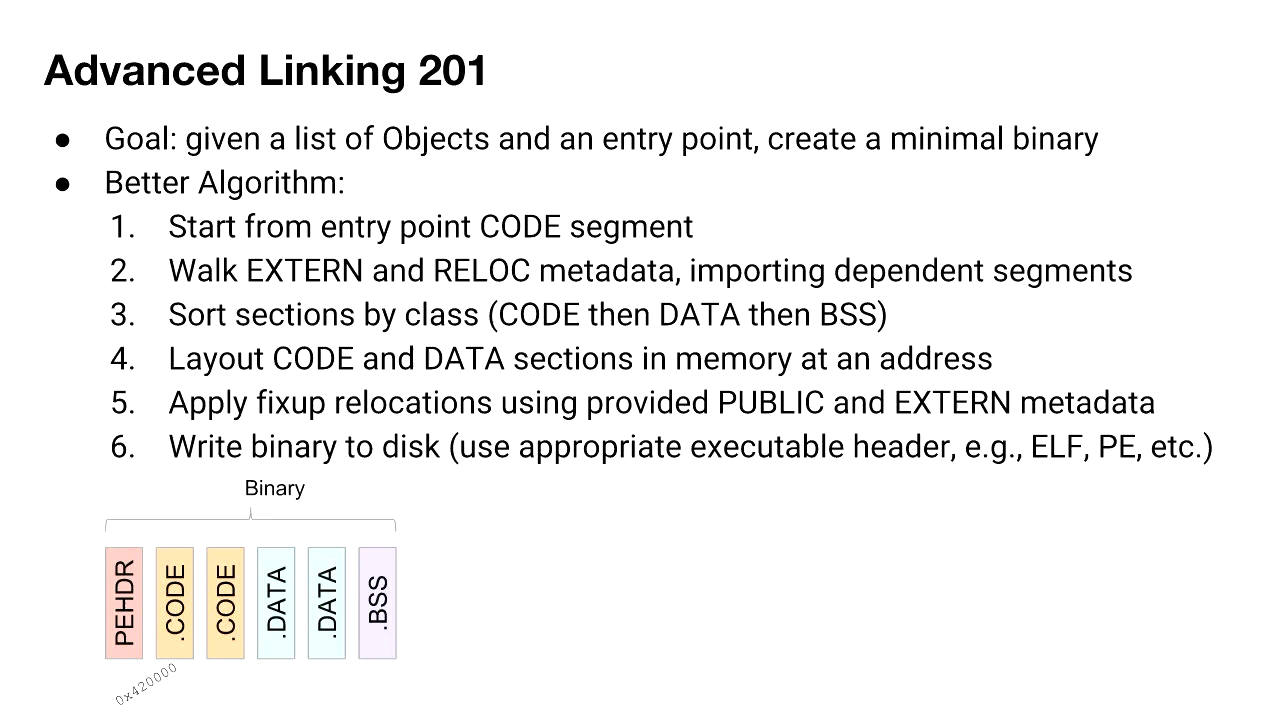 Advanced Linking 201
● Goal: given a list of Objects and an entry point, create a minimal binary
● Better Algorithm:
1. Start from entry point CODE segment
2. Walk EXTERN and RELOC metadata, importing dependent segments
3. Sort sections by class (CODE then DATA then BSS)
4. Layout CODE and DATA sections in memory at an address
5. Apply fixup relocations using provided PUBLIC and EXTERN metadata
6. Write binary to disk (use appropriate executable header, e.g., ELF, PE, etc.)
Binary
PEHDR
.CODE
.CODE
.DATA
.DATA
.BSS
0x420000